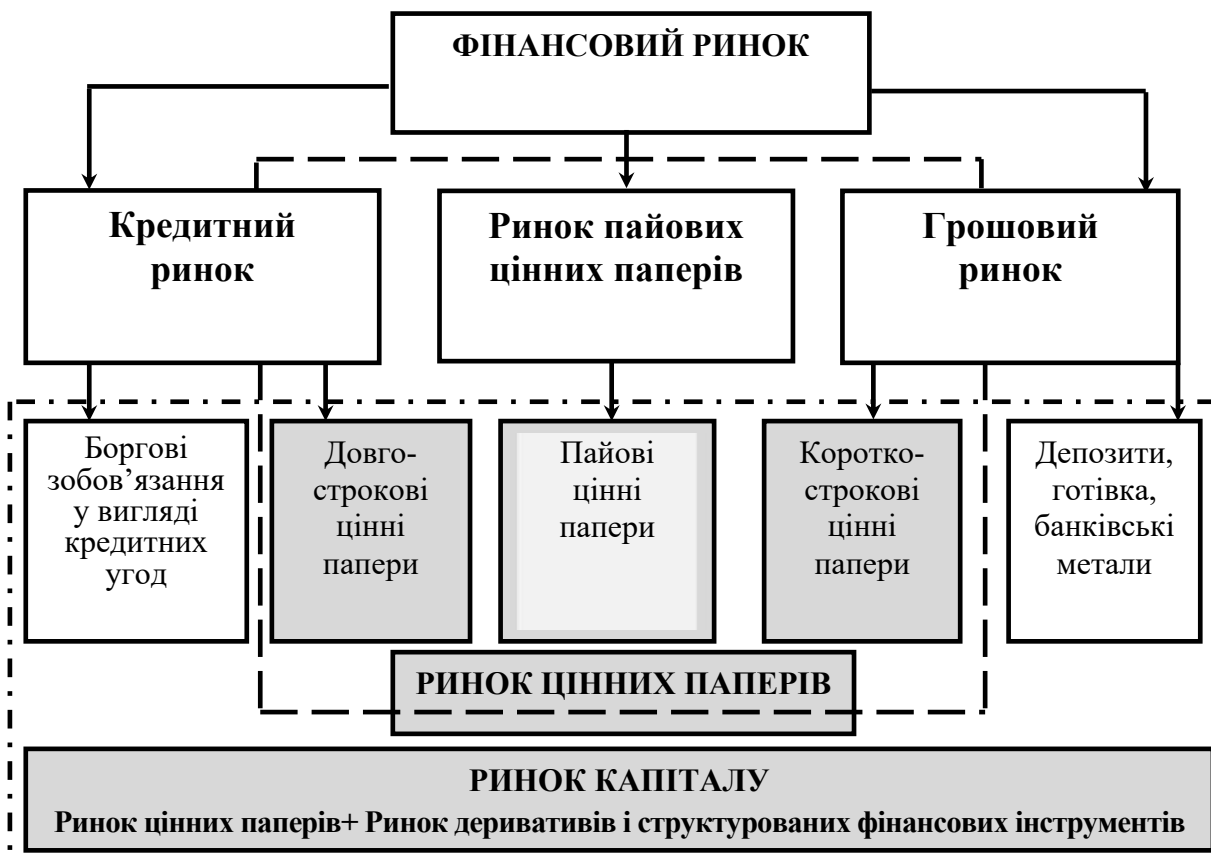 ФІНАНСОВИЙ РИНОК
Кредитний
ринок
Ринок пайових
цінних паперів
Грошовий
ринок
Боргові
зобов’язання
у вигляді
кредитних
угод
Довго-
строкові
цінні
папери
Пайові
цінні
папери
Коротко-
строкові
цінні
папери
Депозити,
готівка,
банківські
метали
РИНОК ЦІННИХ ПАПЕРІВ
РИНОК КАПІТАЛУ
Ринок цінних паперів+ Ринок деривативів і структурованих фінансових інструментів